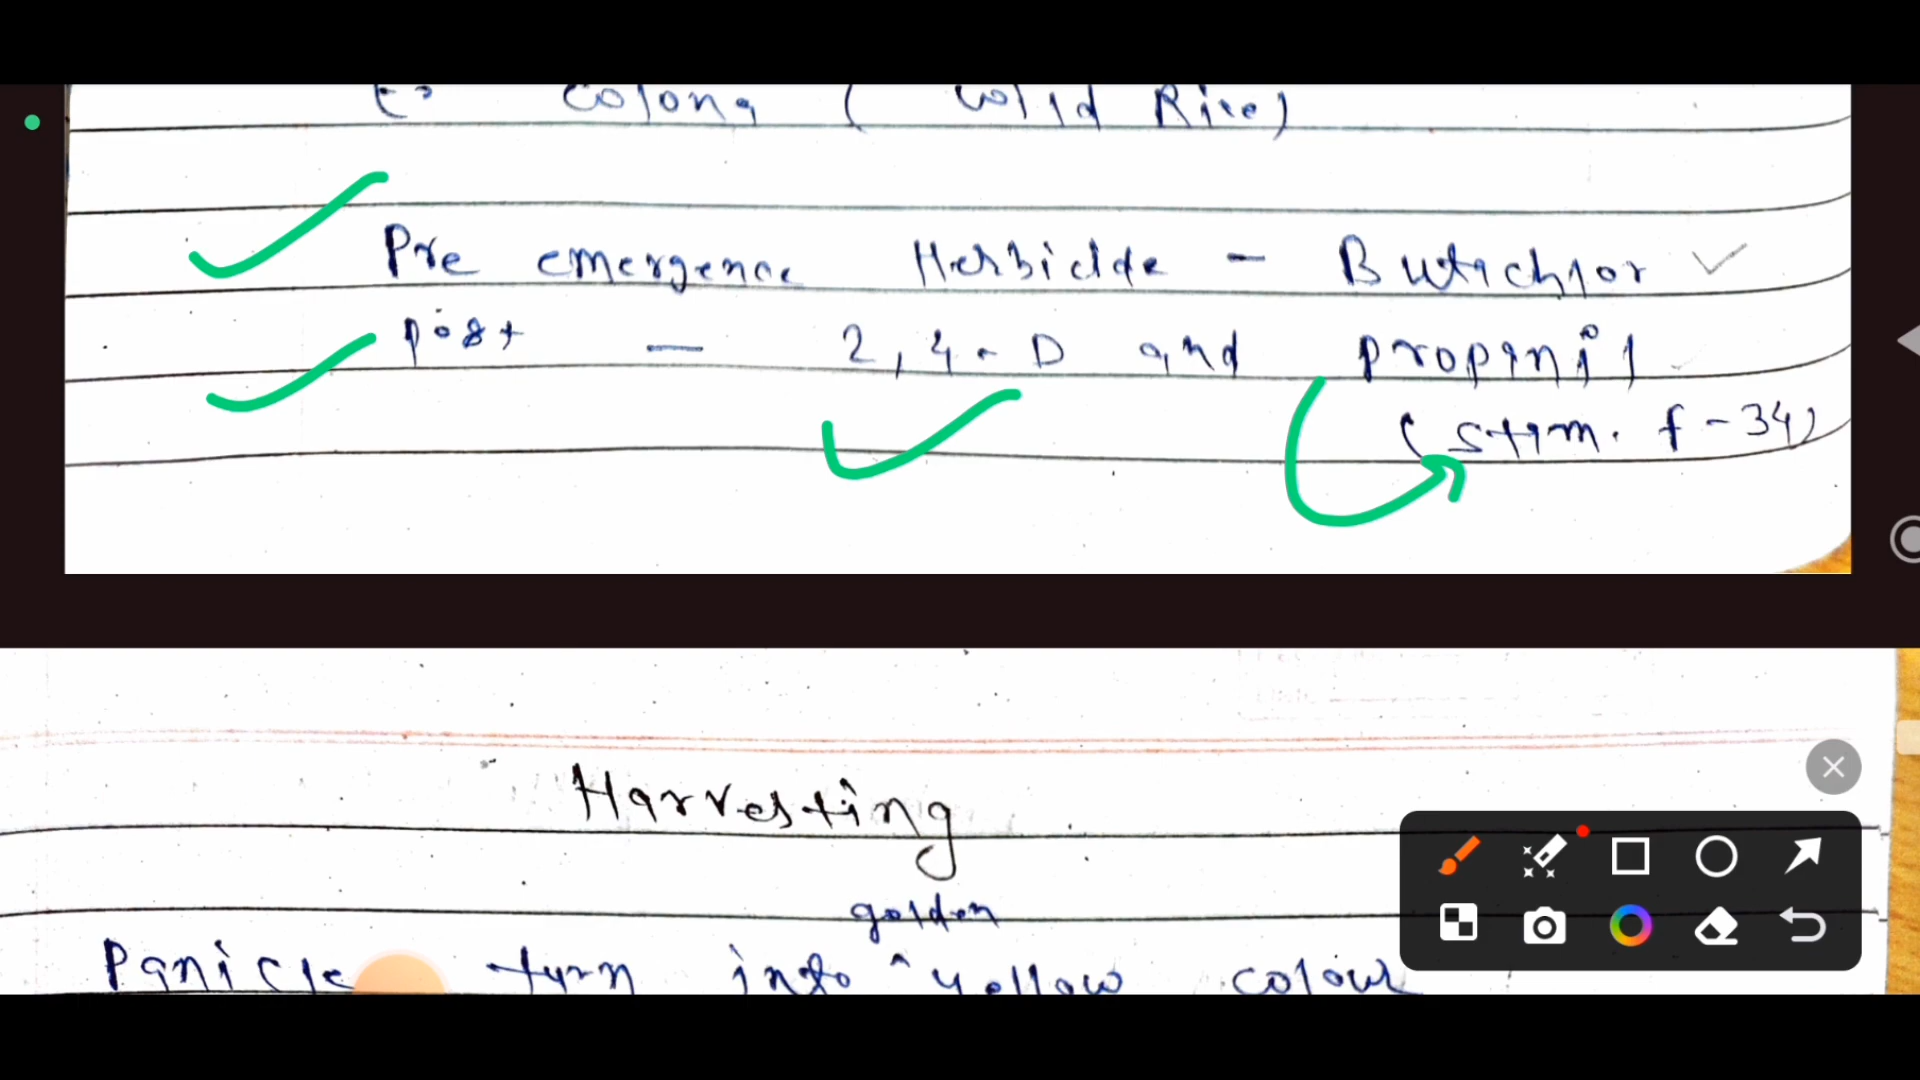 Colona ( Wild Rice)
Pre emergence Herbicide - Butachlor
post - 2,4-D and propanil
( stam. f-34)
Harvesting
golden
Panicle turn into ^ yellow colour